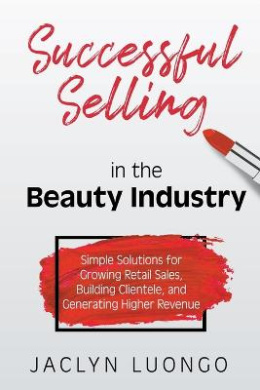 Successful
Selling
in the
Beauty Industry
Simple Solutions for
Growing Retail Sales,
Building Clientele, and
Generating Higher Revenue
JACLYN LUONGO